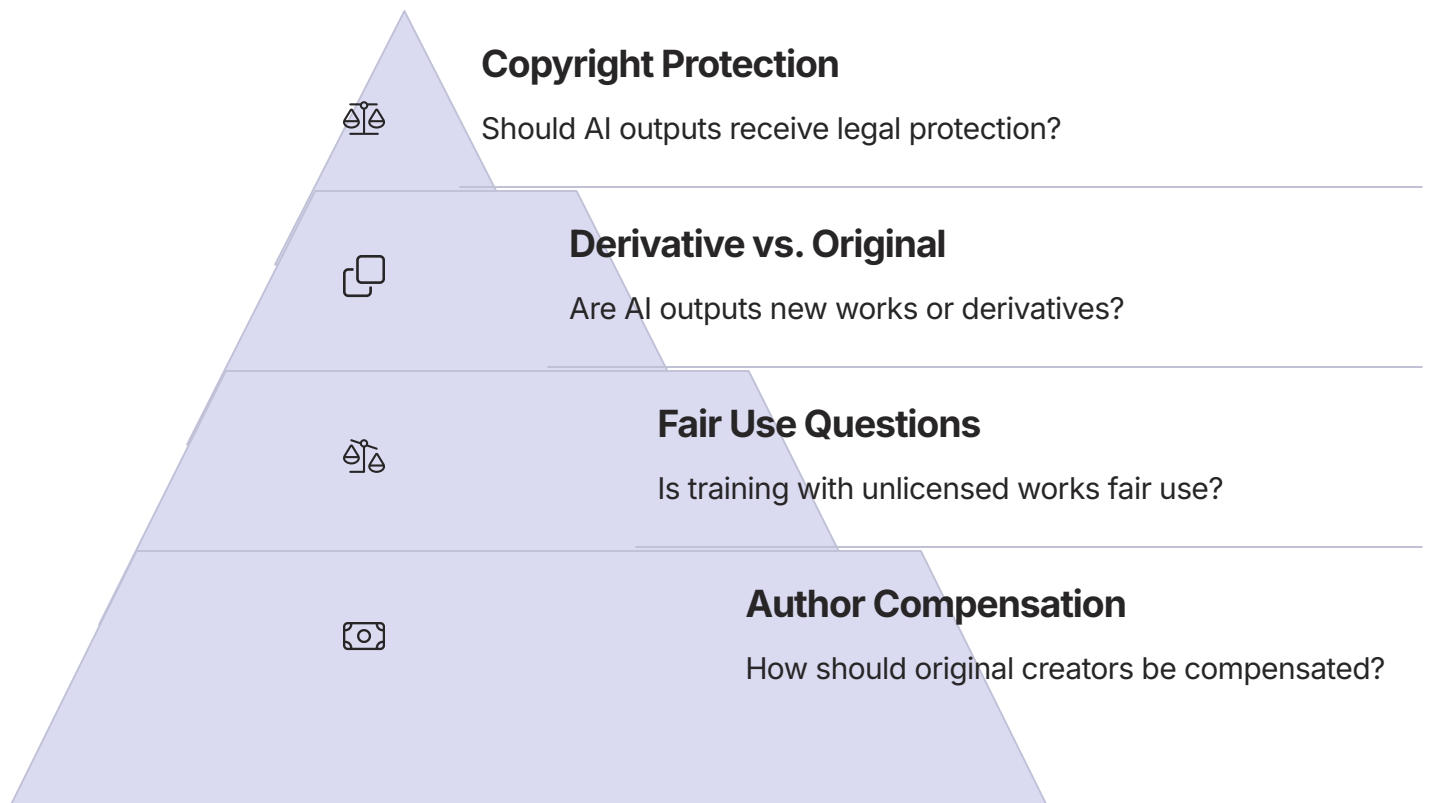 Copyright Protection
Should AI outputs receive legal protection?
Derivative vs. Original
Are AI outputs new works or derivatives?
Fair Use Questions
Is training with unlicensed works fair use?
Author Compensation
How should original creators be compensated?